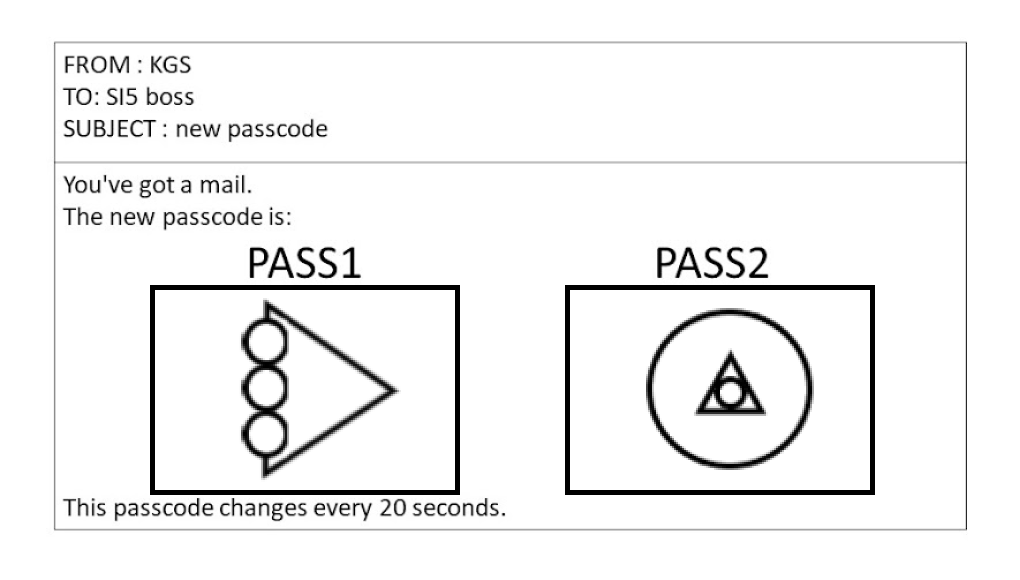 FROM : KGS
TO: SI5 boss
SUBJECT : new passcode
You've got a mail.
The new passcode is:
PASS1 PASS2
This passcode changes every 20 seconds.